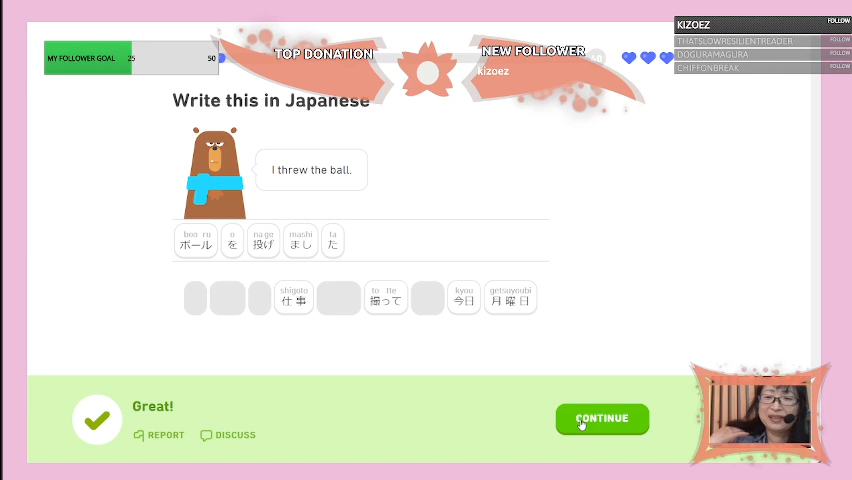 MY FOLLOWER GOAL 25 50
TOP DONATION
NEW FOLLOWER
kizoez
KIZOEZ FOLLOW
THATSLOWRESILIENTREADER FOLLOW
DOGURAMAGURA FOLLOW
CHIFFONBREAK FOLLOW
Write this in Japanese
I threw the ball.
boo ru o na ge mashi ta
ボール を 投げ まし た
shigoto to tte kyou getsuyoubi
仕事 撮って 今日 月曜日
Great!
REPORT DISCUSS
CONTINUE